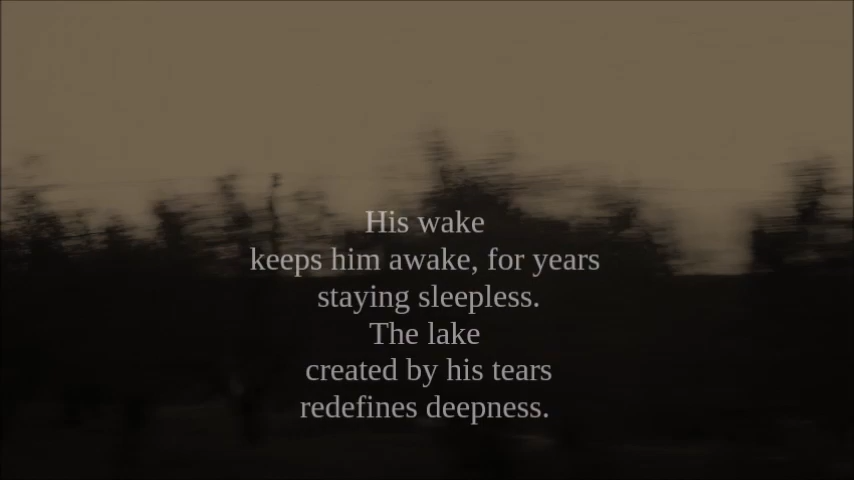 His wake
keeps him awake, for years
staying sleepless.
The lake
created by his tears
redefines deepness.